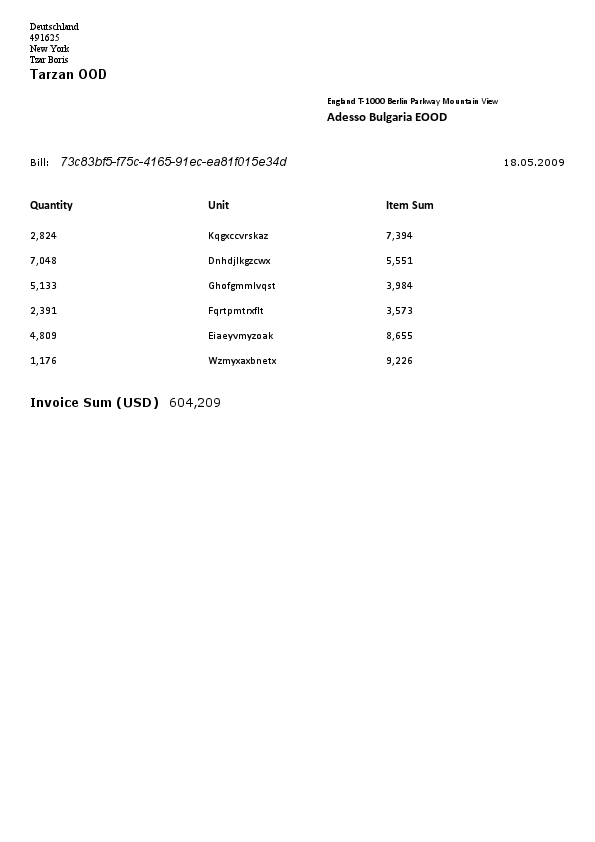 Deutschland
491625
New York
Tzar Boris
Tarzan OOD
England T-1000 Berlin Parkway Mountain View
Adesso Bulgaria EOOD
Bill: 73c83bf5-f75c-4165-91ec-ea81f015e34d 18.05.2009
Quantity Unit Item Sum
2,824 Kqgxccvrskaz 7,394
7,048 Dnhdjlkgzcwx 5,551
5,133 Ghofgmmlvqst 3,984
2,391 Fqrtpmtrxflt 3,573
4,809 Eiaeyvmyzoak 8,655
1,176 Wzmyxaxbnetx 9,226
Invoice Sum (USD) 604,209